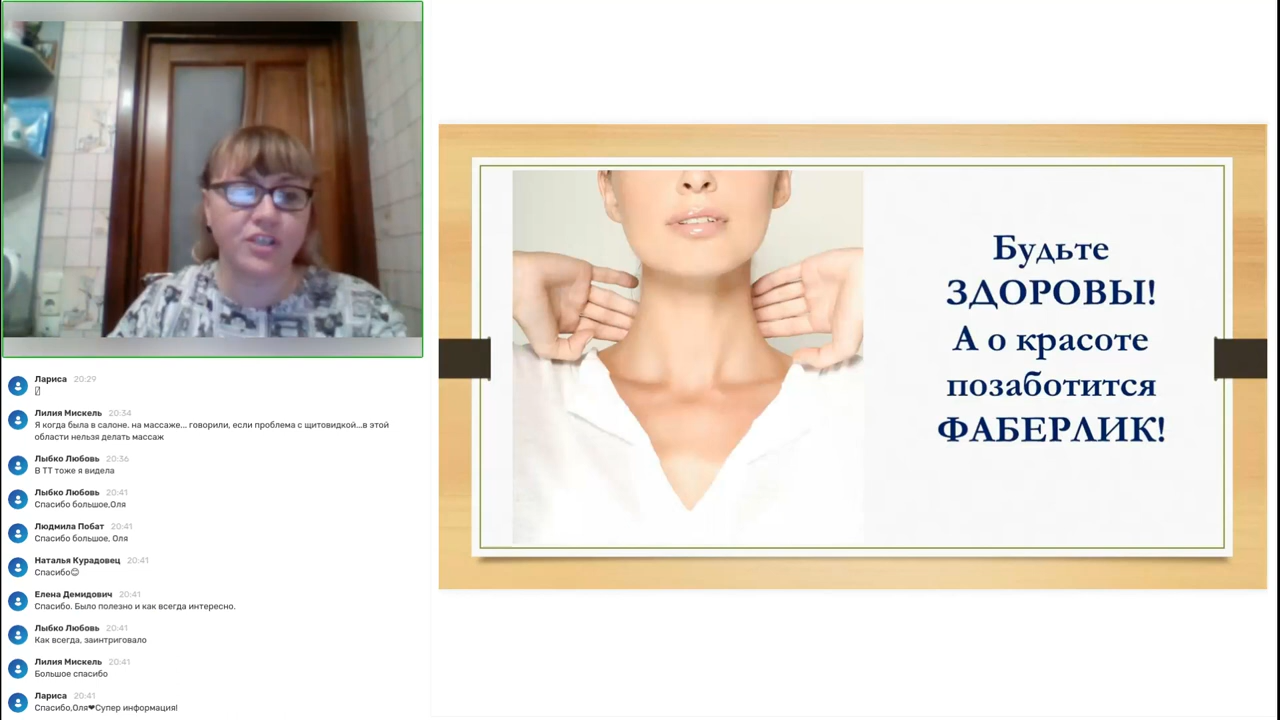 Лариса 20:29
Лилия Мискель 20:34
Я когда была в салоне. на массаже... говорили, если проблема с щитовидкой...в этой
области нельзя делать массаж
Лыбко Любовь 20:36
В ТТ тоже я видела
Лыбко Любовь 20:41
Спасибо большое,Оля
Людмила Побат 20:41
Спасибо большое, Оля
Наталья Курадовец 20:41
Спасибо😊
Елена Демидович 20:41
Спасибо. Было полезно и как всегда интересно.
Лыбко Любовь 20:41
Как всегда, заинтриговало
Лилия Мискель 20:41
Большое спасибо
Лариса 20:41
Спасибо,Оля❤Супер информация!
Будьте
ЗДОРОВЫ!
А о красоте
позаботится
ФАБЕРЛИК!